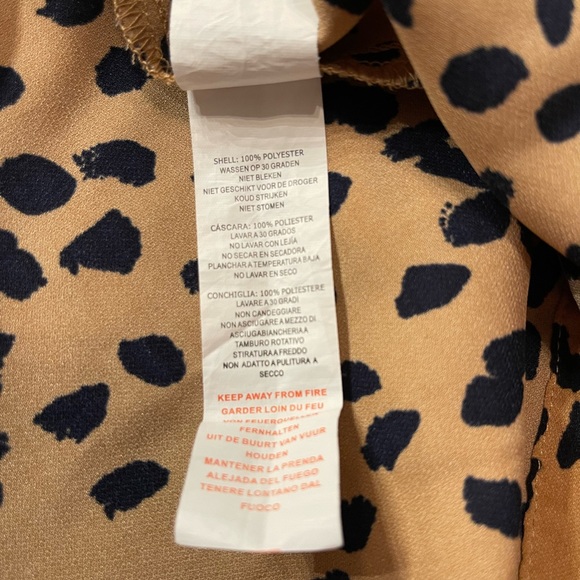 SHELL: 100% POLYESTER
WASSEN OP 30 GRADEN
NIET BLEKEN
NIET GESCHIKT VOOR DE DROGER
KOUD STRIJKEN
NIET STOMEN
CÁSCARA: 100% POLIESTER
LAVAR A 30 GRADOS
NO LAVAR CON LEJÍA
NO SECAR EN SECADORA
PLANCHAR A TEMPERATURA BAJA
NO LAVAR EN SECO
CONCHIGLIA: 100% POLIESTERE
LAVARE A 30 GRADI
NON CANDEGGIARE
NON ASCIUGARE A MEZZO DI
ASCIUGABIANCHERIA A
TAMBURO ROTATIVO
STIRATURA A FREDDO
NON ADATTO A PULITURA A
SECCO
KEEP AWAY FROM FIRE
GARDER LOIN DU FEU
FERNHALTEN
UIT DE BUURT VAN VUUR
HOUDEN
MANTENER LA PRENDA
ALEJADA DEL FUEGO
TENERE LONTANO DAL
FUOCO